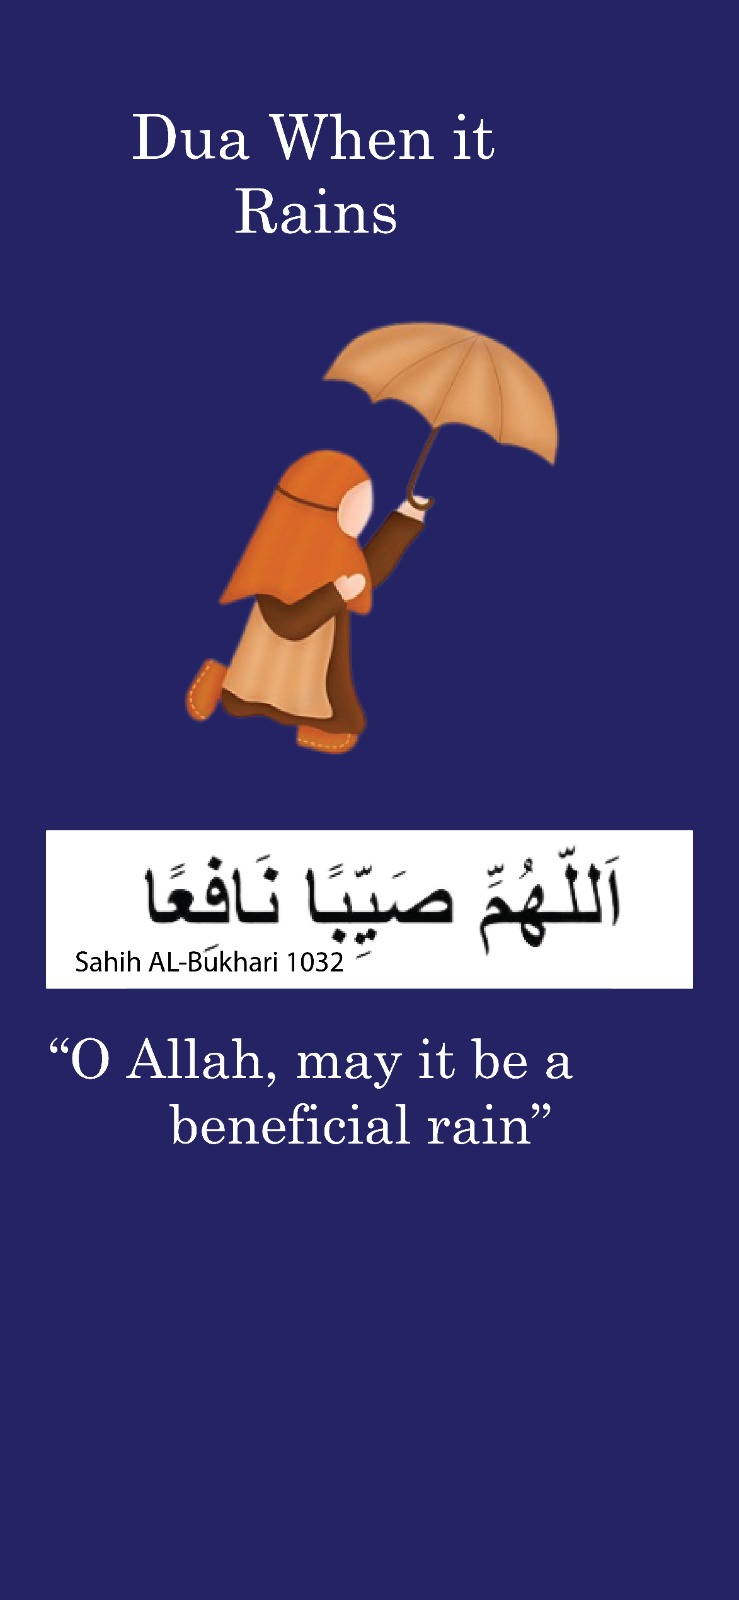 Dua When it
Rains
اَللّهُمِّ صَيِّبًا نَافِعًا
Sahih AL-Bukhari 1032
“O Allah, may it be a
beneficial rain”